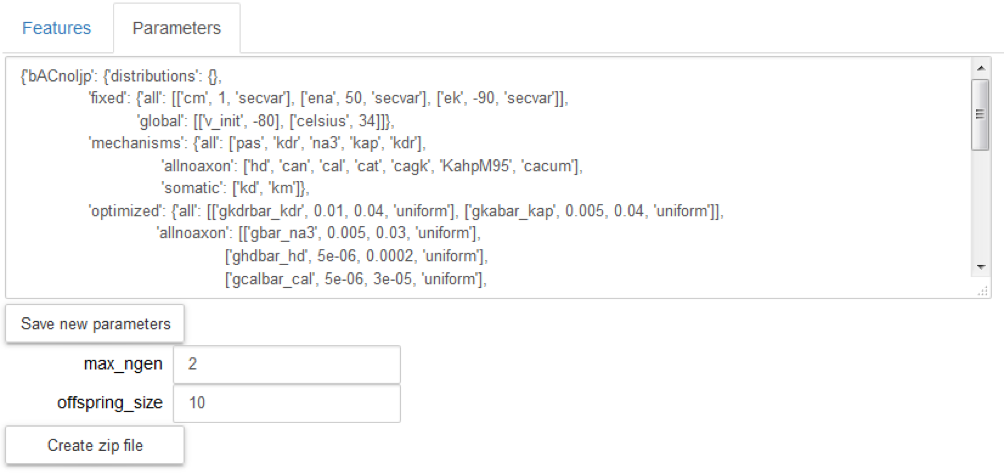 Features Parameters
{'bACnoljp': {'distributions': {},
'fixed': {'all': [['cm', 1, 'secvar'], ['ena', 50, 'secvar'], ['ek', -90, 'secvar']],
'global': [['v_init', -80], ['celsius', 34]]},
'mechanisms': {'all': ['pas', 'kdr', 'na3', 'kap', 'kdr'],
'allnoaxon': ['hd', 'can', 'cal', 'cat', 'cagk', 'KahpM95', 'cacum'],
'somatic': ['kd', 'km']},
'optimized': {'all': [['gkdrbar_kdr', 0.01, 0.04, 'uniform'], ['gkabar_kap', 0.005, 0.04, 'uniform']],
'allnoaxon': [['gbar_na3', 0.005, 0.03, 'uniform'],
['ghdbar_hd', 5e-06, 0.0002, 'uniform'],
['gcalbar_cal', 5e-06, 3e-05, 'uniform'],
Save new parameters
max_ngen 2
offspring_size 10
Create zip file